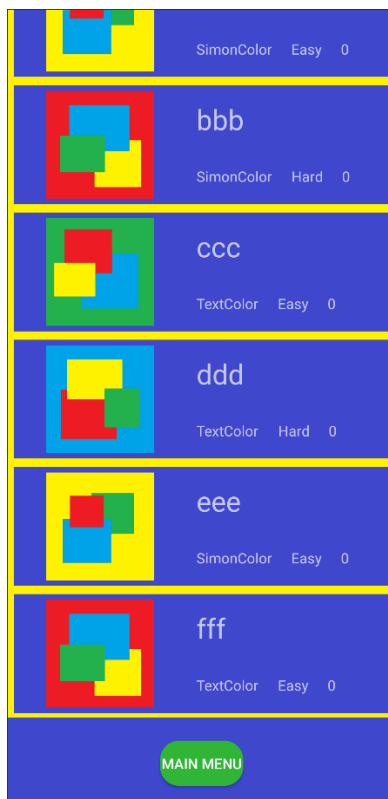 SimonColor Easy 0
bbb
SimonColor Hard 0
ccc
TextColor Easy 0
ddd
TextColor Hard 0
eee
SimonColor Easy 0
fff
TextColor Easy 0
MAIN MENU